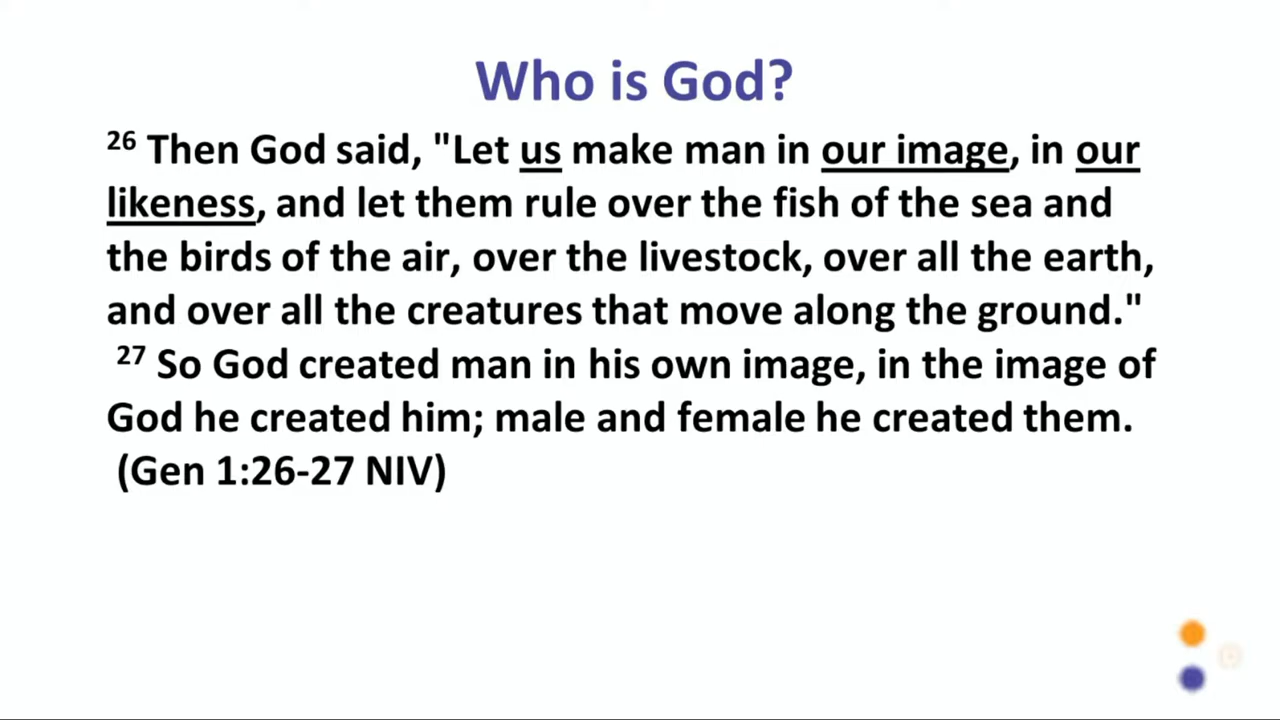 Who is God?
26 Then God said, "Let us make man in our image, in our
likeness, and let them rule over the fish of the sea and
the birds of the air, over the livestock, over all the earth,
and over all the creatures that move along the ground."
27 So God created man in his own image, in the image of
God he created him; male and female he created them.
(Gen 1:26-27 NIV)